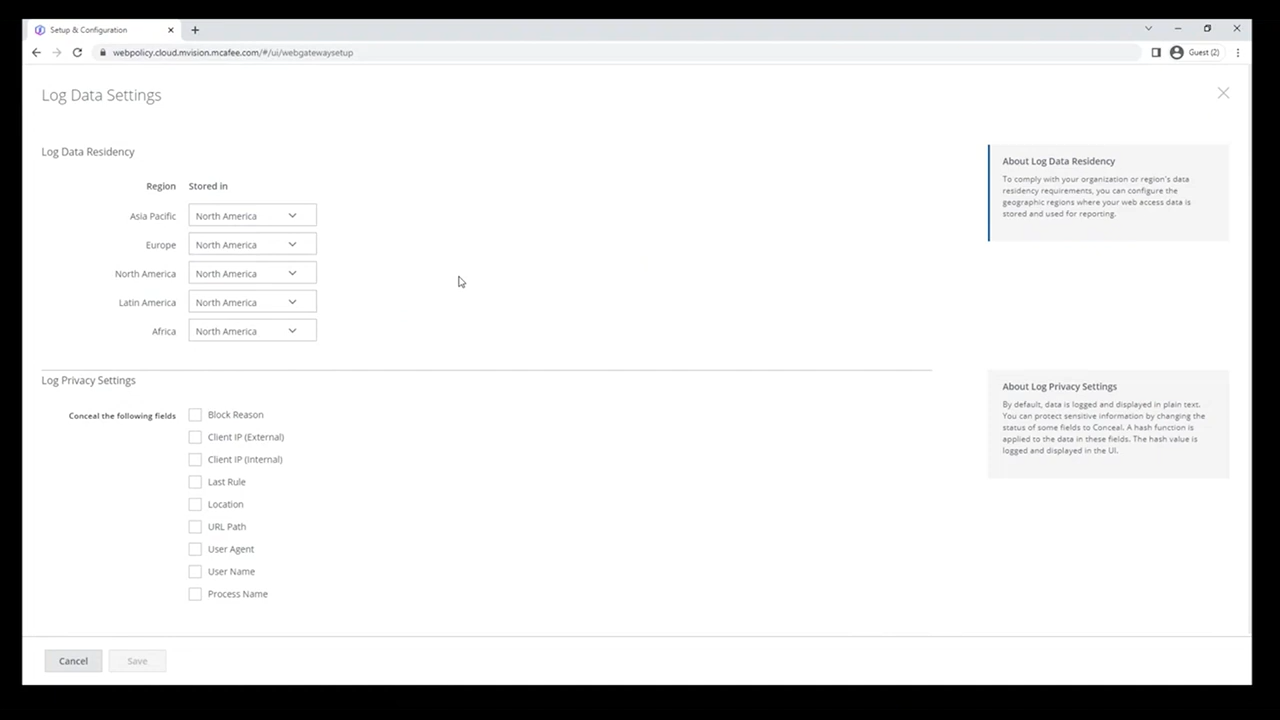 Setup & Configuration
webpolicy.cloud.mvision.mcafee.com/#/ui/webgatewaysetup
Guest (2)
Log Data Settings
Log Data Residency
Region Stored in
Asia Pacific North America
Europe North America
North America North America
Latin America North America
Africa North America
About Log Data Residency
To comply with your organization or region's data
residency requirements, you can configure the
geographic regions where your web access data is
stored and used for reporting.
Log Privacy Settings
Conceal the following fields
Block Reason
Client IP (External)
Client IP (Internal)
Last Rule
Location
URL Path
User Agent
User Name
Process Name
About Log Privacy Settings
By default, data is logged and displayed in plain text.
You can protect sensitive information by changing the
status of some fields to Conceal. A hash function is
applied to the data in these fields. The hash value is
logged and displayed in the UI.
Cancel Save